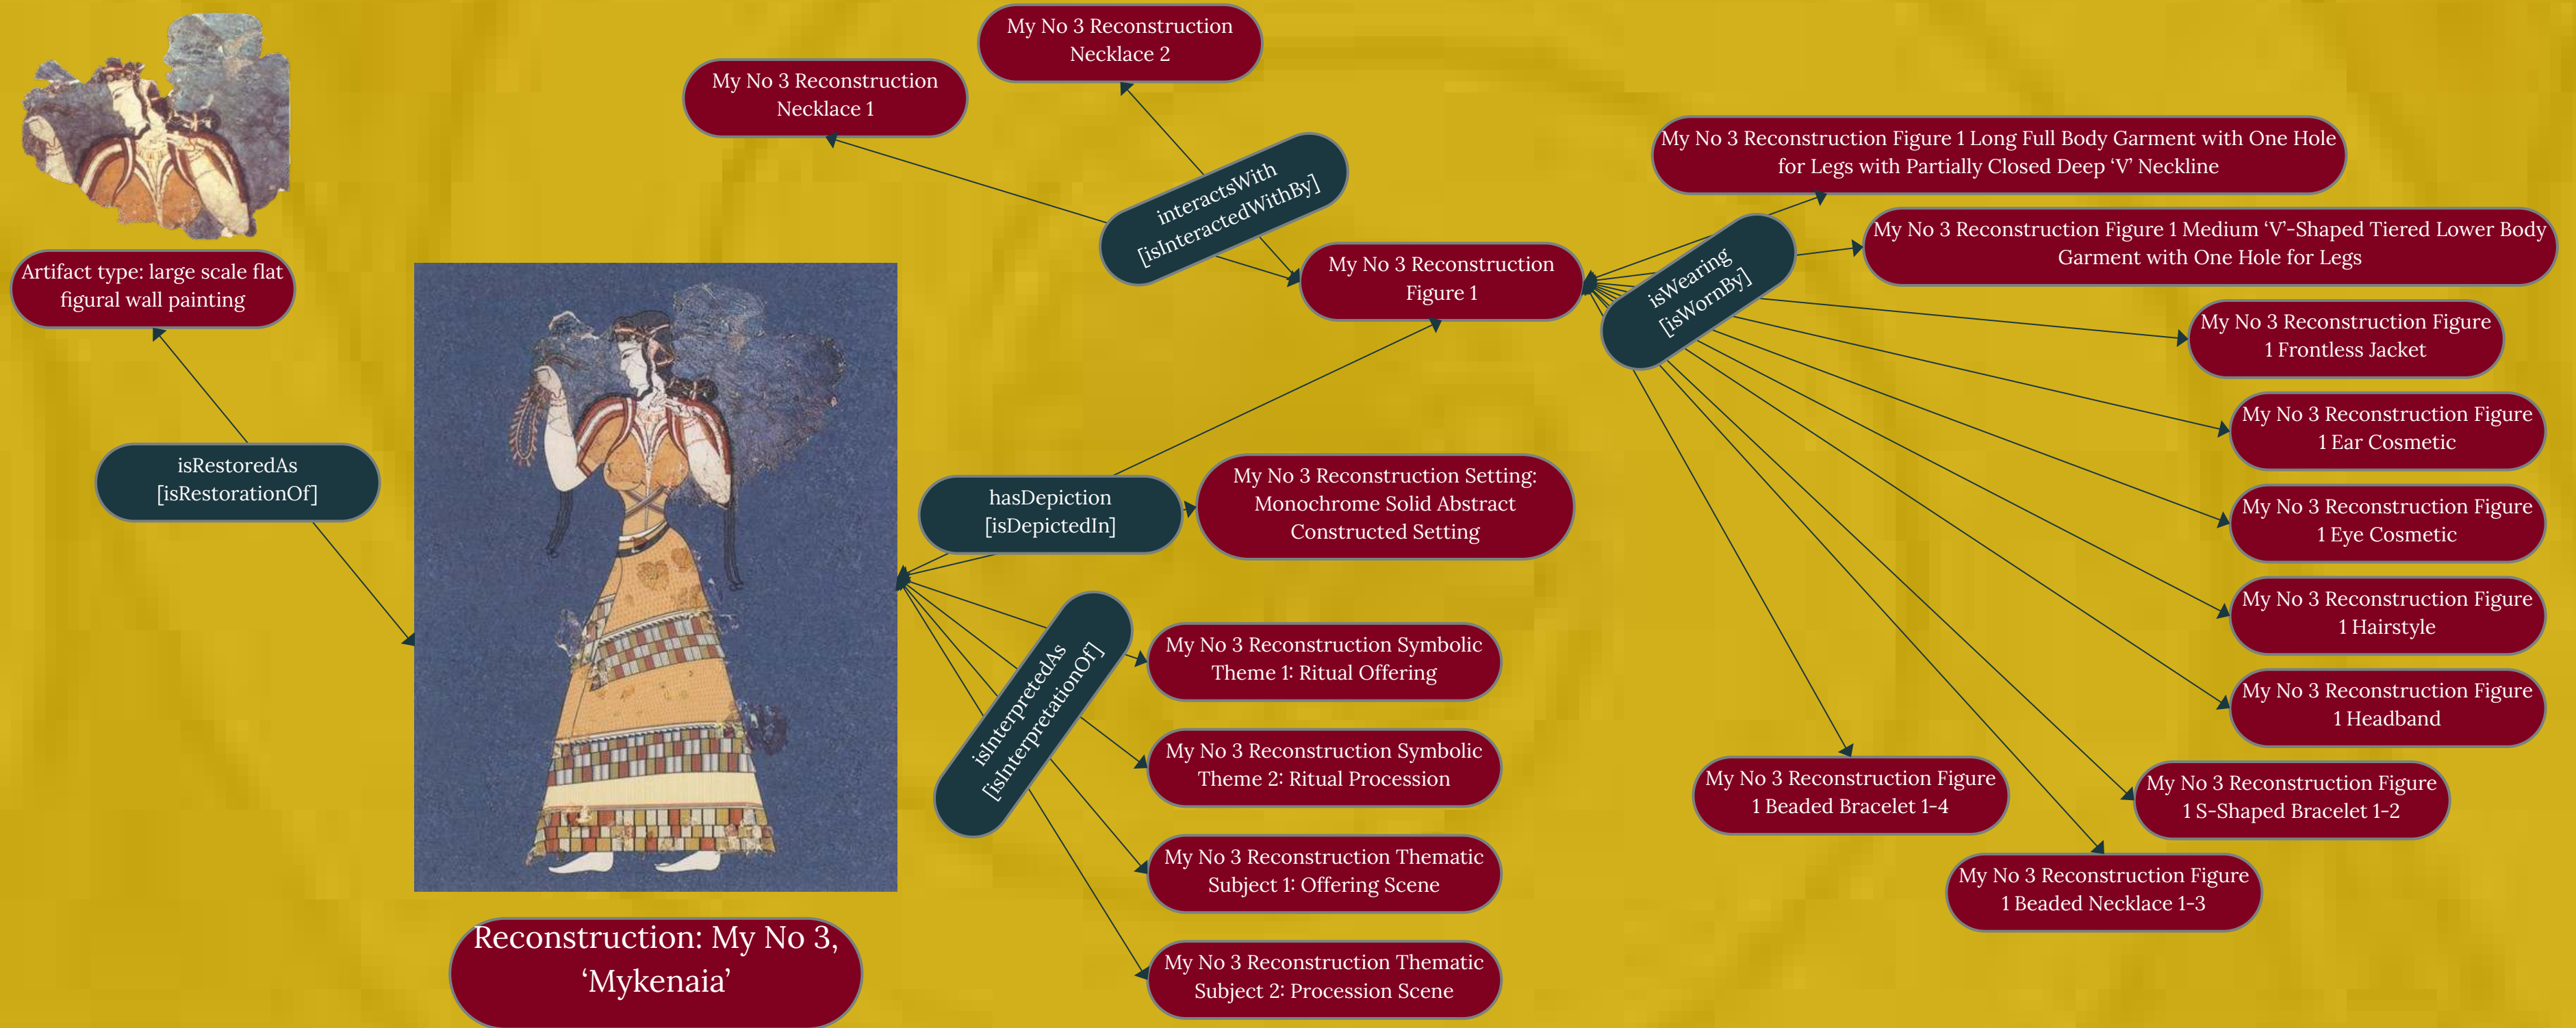 My No 3 Reconstruction
Necklace 2
My No 3 Reconstruction
Necklace 1
interactsWith
[isInteractedWithBy]
My No 3 Reconstruction
Figure 1
isWearing
[isWornBy]
My No 3 Reconstruction Figure 1 Long Full Body Garment with One Hole
for Legs with Partially Closed Deep ‘V’ Neckline
My No 3 Reconstruction Figure 1 Medium ‘V’-Shaped Tiered Lower Body
Garment with One Hole for Legs
My No 3 Reconstruction Figure
1 Frontless Jacket
My No 3 Reconstruction Figure
1 Ear Cosmetic
My No 3 Reconstruction Figure
1 Eye Cosmetic
My No 3 Reconstruction Figure
1 Hairstyle
My No 3 Reconstruction Figure
1 Headband
My No 3 Reconstruction Figure
1 S-Shaped Bracelet 1-2
My No 3 Reconstruction Figure
1 Beaded Bracelet 1-4
My No 3 Reconstruction Figure
1 Beaded Necklace 1-3
Artifact type: large scale flat
figural wall painting
isRestoredAs
[isRestorationOf]
hasDepiction
[isDepictedIn]
My No 3 Reconstruction Setting:
Monochrome Solid Abstract
Constructed Setting
isInterpretedAs
[isInterpretationOf]
My No 3 Reconstruction Symbolic
Theme 1: Ritual Offering
My No 3 Reconstruction Symbolic
Theme 2: Ritual Procession
My No 3 Reconstruction Thematic
Subject 1: Offering Scene
My No 3 Reconstruction Thematic
Subject 2: Procession Scene
Reconstruction: My No 3,
‘Mykenaia’